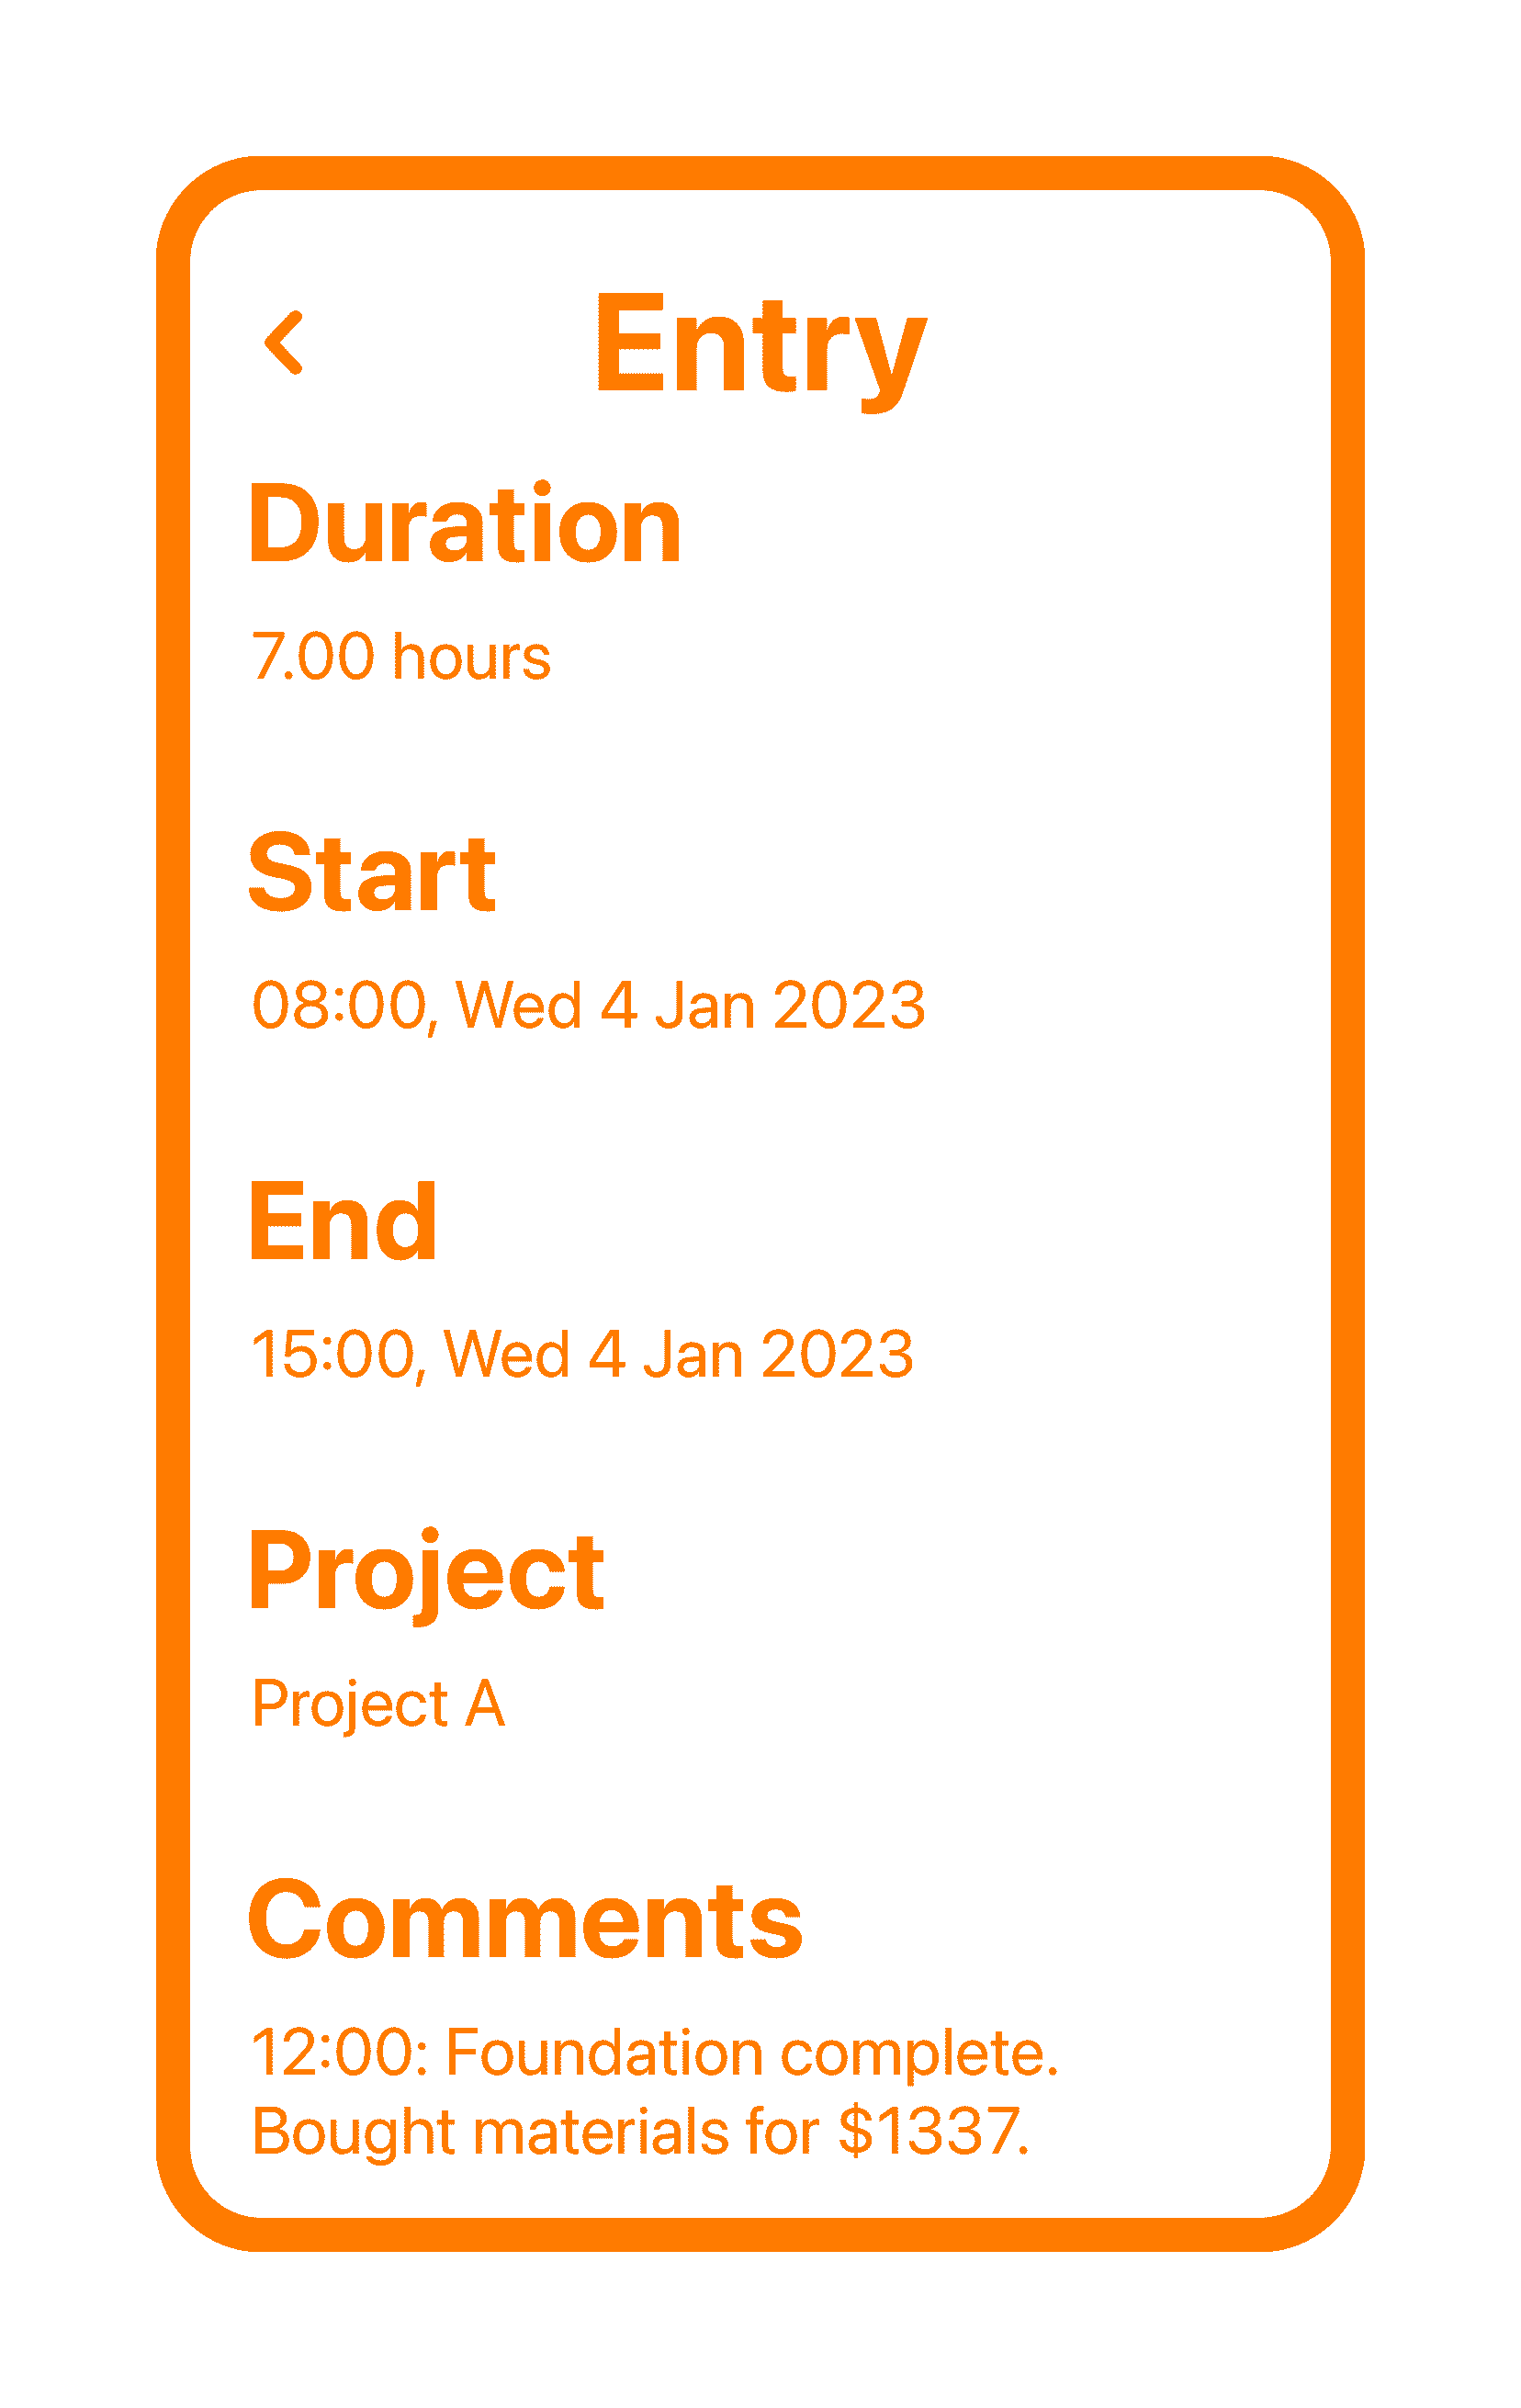 Entry
Duration
7.00 hours
Start
08:00, Wed 4 Jan 2023
End
15:00, Wed 4 Jan 2023
Project
Project A
Comments
12:00: Foundation complete.
Bought materials for $1337.